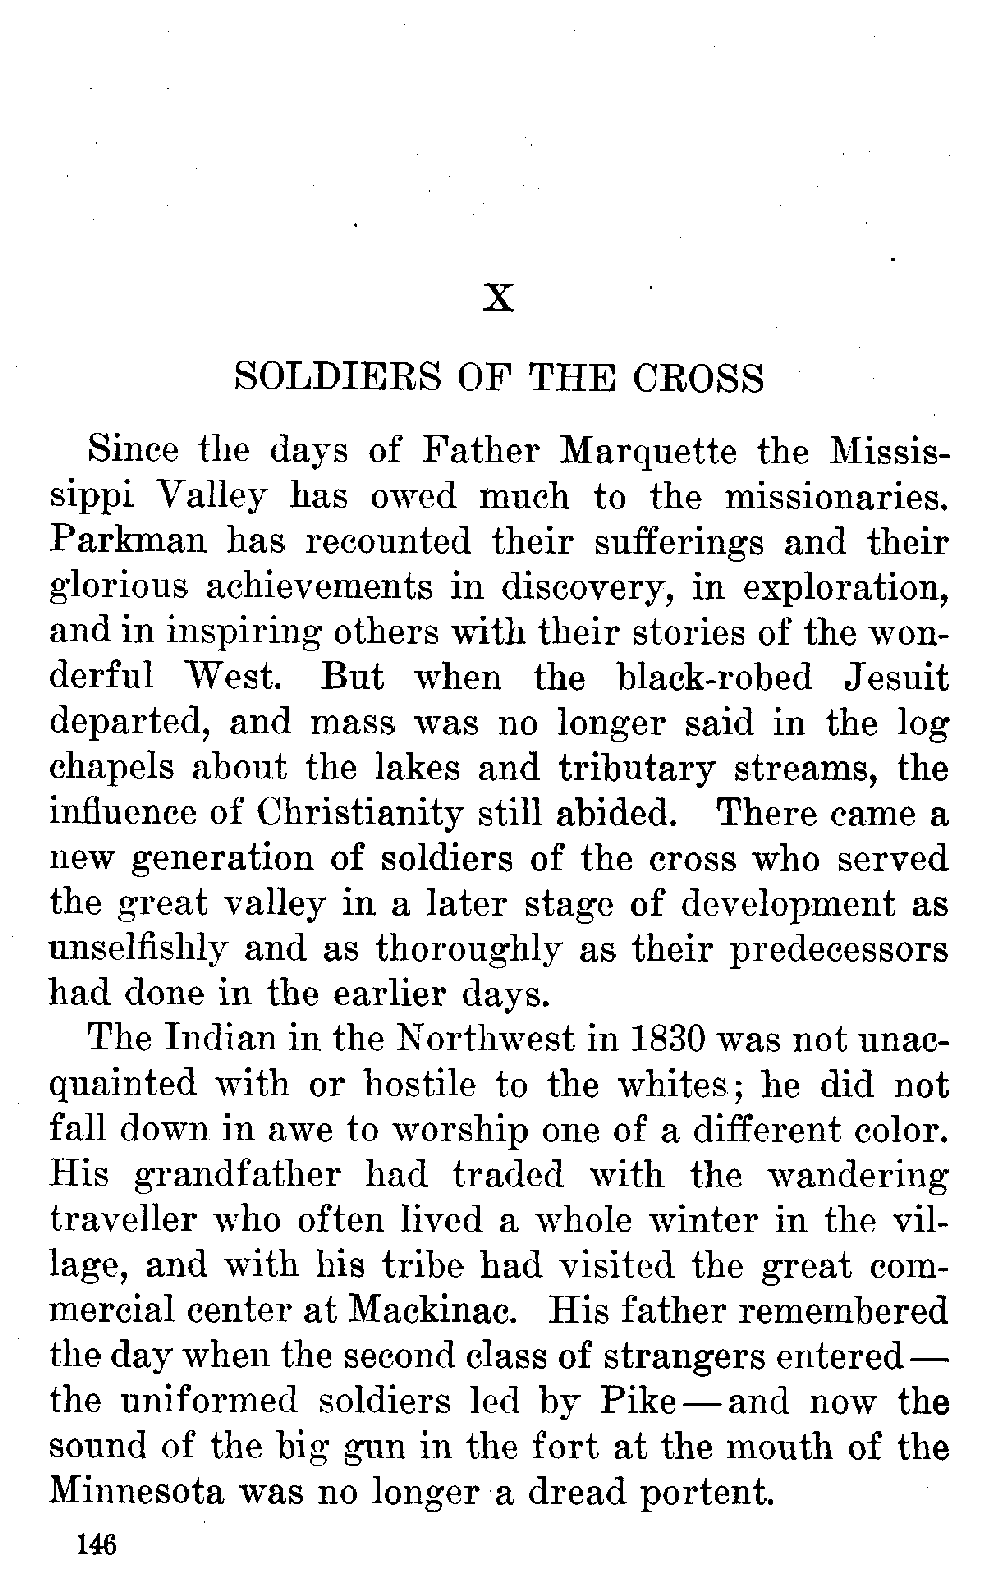 X
SOLDIERS OF THE CROSS
Since the days of Father Marquette the Missis-
sippi Valley has owed much to the missionaries.
Parkman has recounted their sufferings and their
glorious achievements in discovery, in exploration,
and in inspiring others with their stories of the won-
derful West. But when the black-robed Jesuit
departed, and mass was no longer said in the log
chapels about the lakes and tributary streams, the
influence of Christianity still abided. There came a
new generation of soldiers of the cross who served
the great valley in a later stage of development as
unselfishly and as thoroughly as their predecessors
had done in the earlier days.
The Indian in the Northwest in 1830 was not unac-
quainted with or hostile to the whites; he did not
fall down in awe to worship one of a different color.
His grandfather had traded with the wandering
traveller who often lived a whole winter in the vil-
lage, and with his tribe had visited the great com-
mercial center at Mackinac. His father remembered
the day when the second class of strangers entered—
the uniformed soldiers led by Pike—and now the
sound of the big gun in the fort at the mouth of the
Minnesota was no longer a dread portent.
146